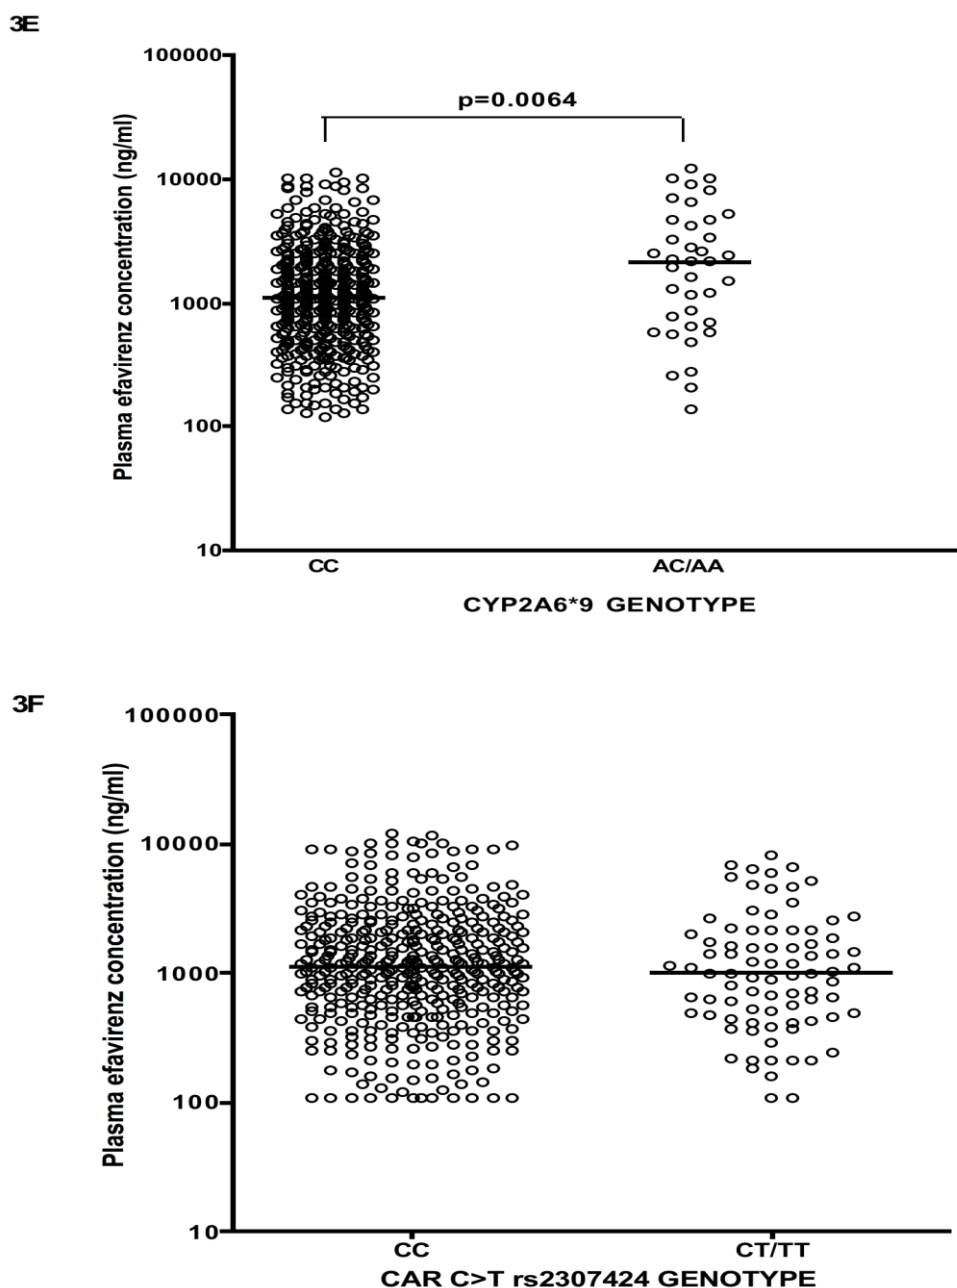 3E
100000
p=0.0064
10000
1000
100
10
Plasma efavirenz concentration (ng/ml)
CC AC/AA
CYP2A6*9 GENOTYPE
3F
100000
10000
1000
100
10
Plasma efavirenz concentration (ng/ml)
CC CT/TT
CAR C>T rs2307424 GENOTYPE